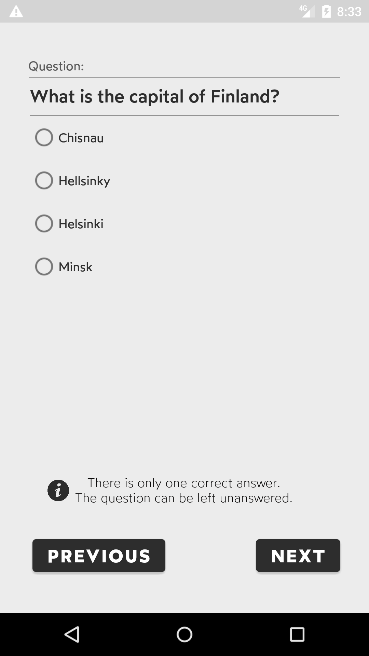 4G 8:33
Question:
What is the capital of Finland?
Chisnau
Hellsinky
Helsinki
Minsk
There is only one correct answer.
The question can be left unanswered.
PREVIOUS NEXT